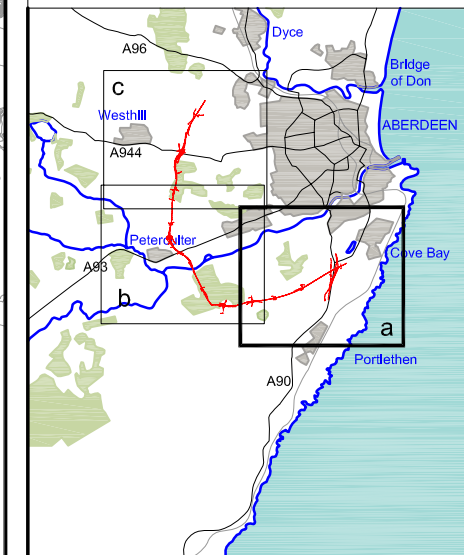 Dyce
A96
Bridge
of Don
c
Westhill
ABERDEEN
A944
Peterculter
Cove Bay
A93
b
a
Portlethen
A90